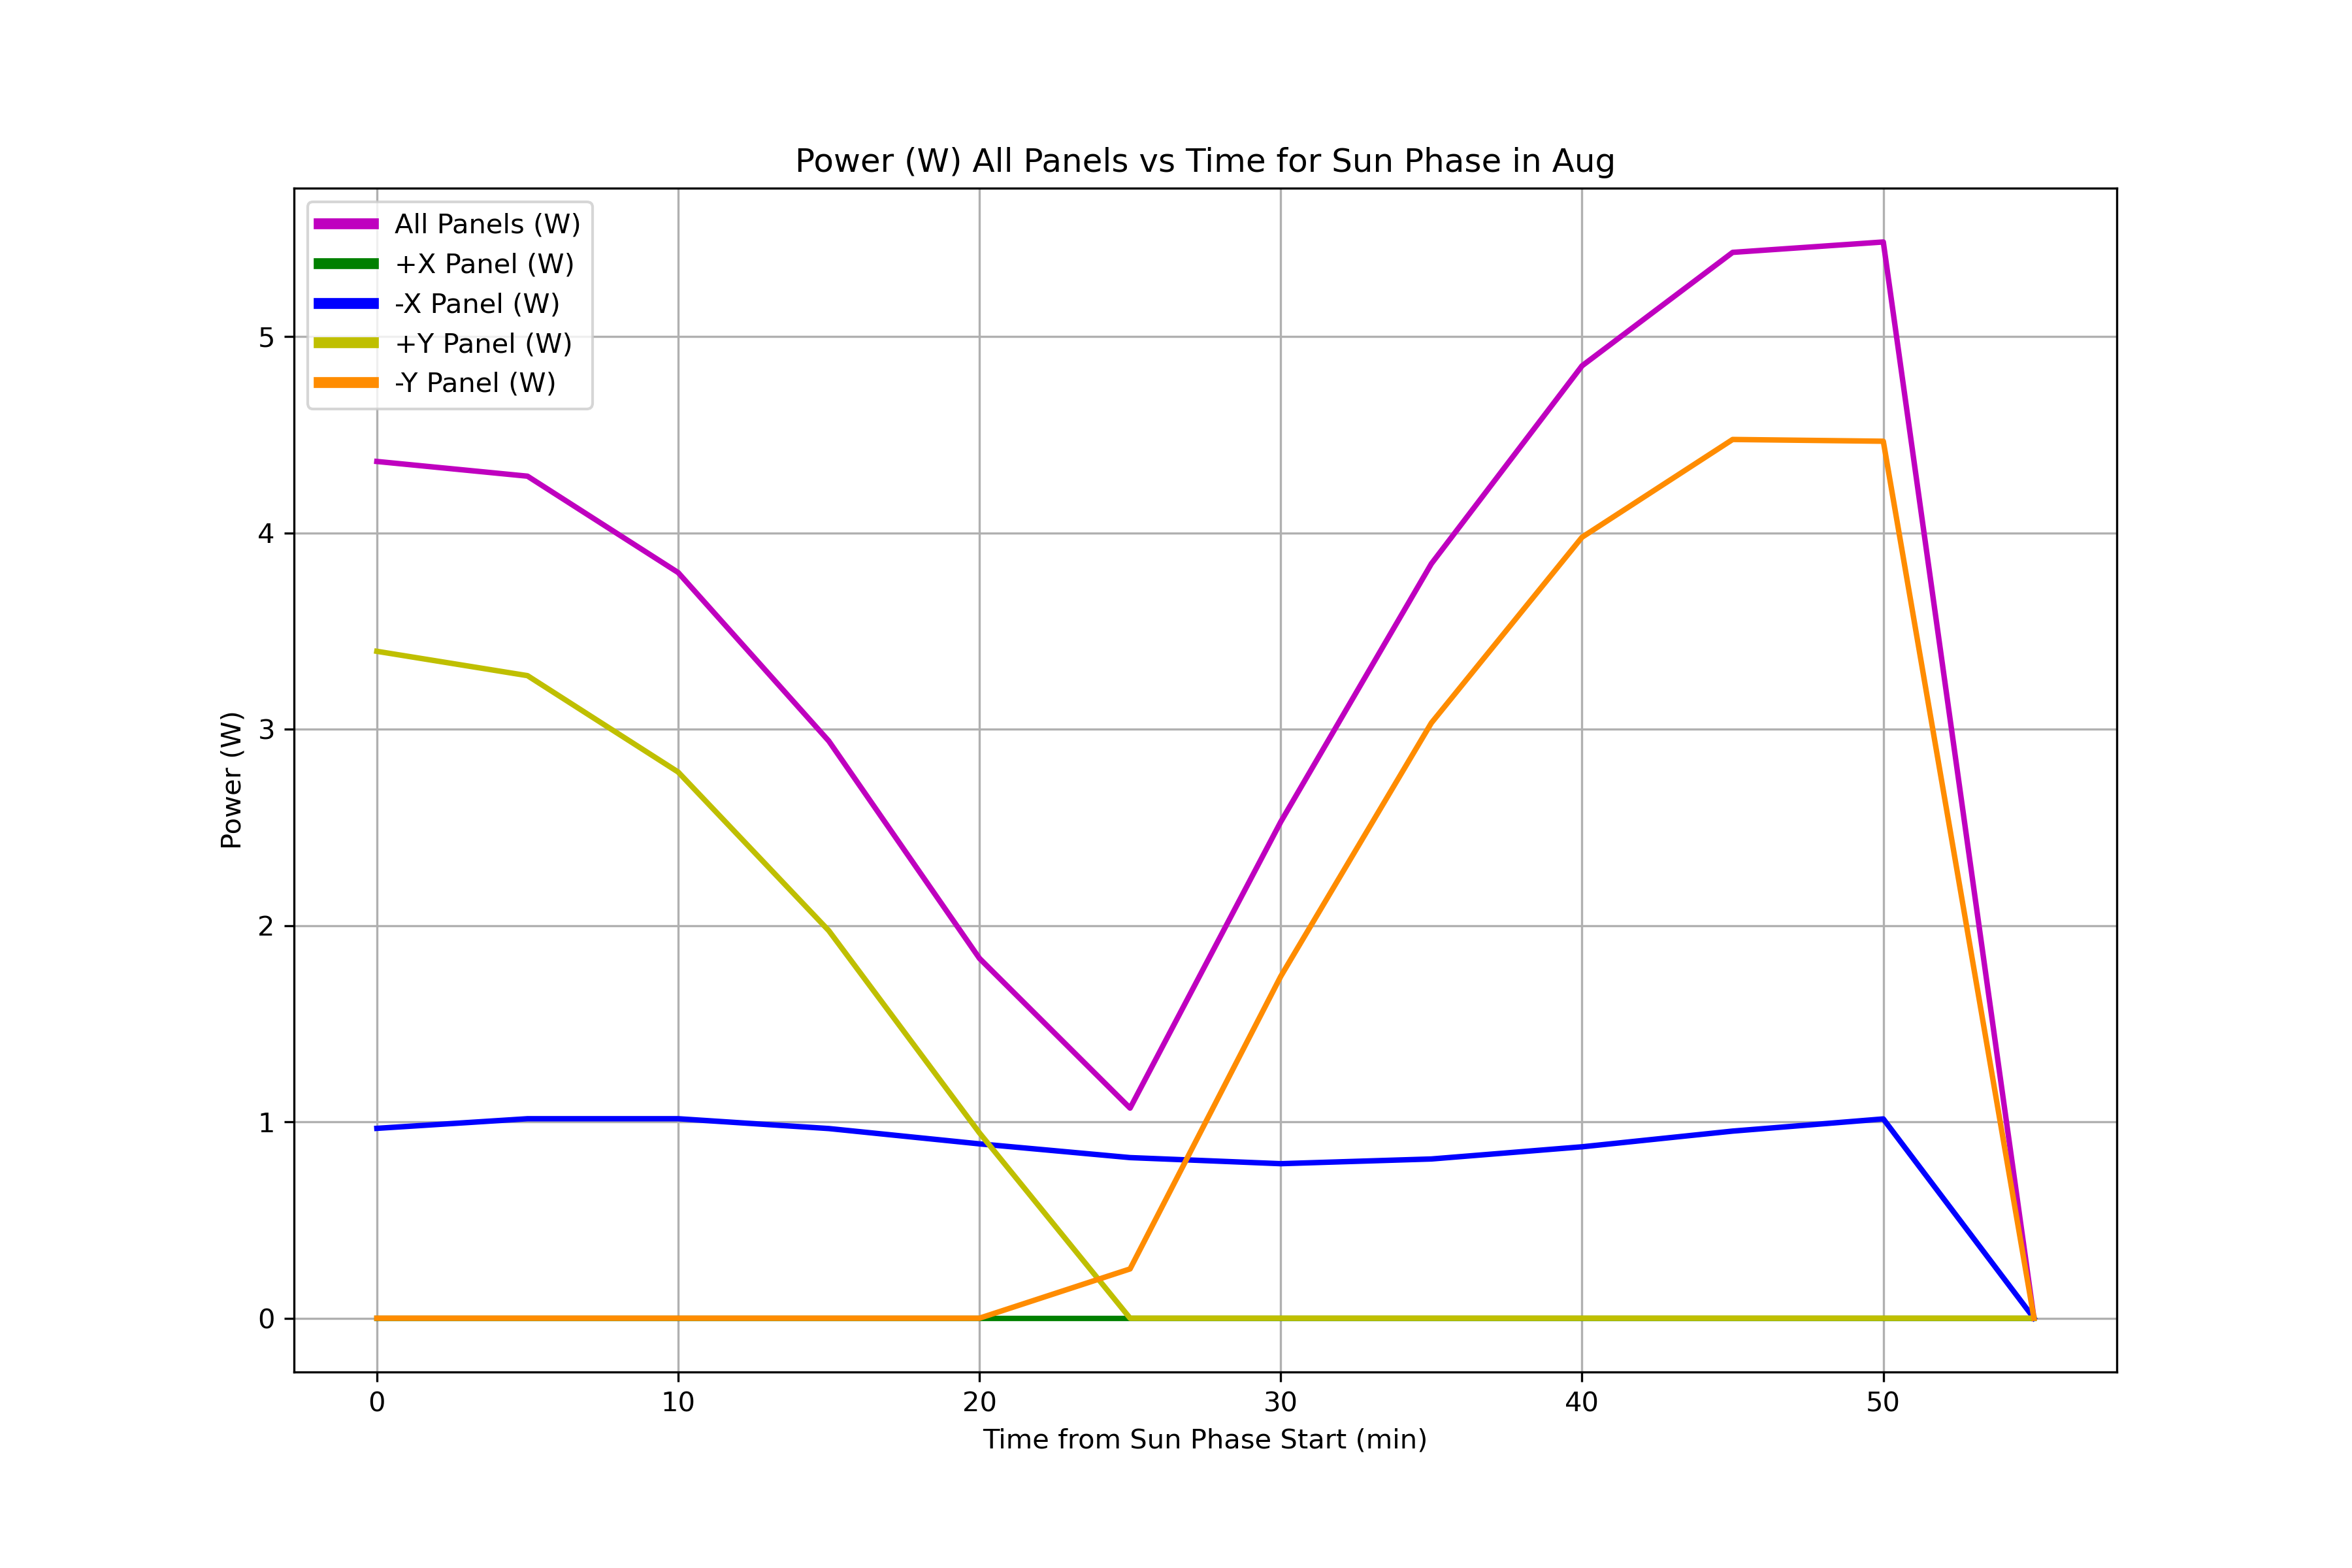 Power (W) All Panels vs Time for Sun Phase in Aug
All Panels (W)
+X Panel (W)
-X Panel (W)
+Y Panel (W)
-Y Panel (W)
5
4
3
2
1
0
Power (W)
0 10 20 30 40 50
Time from Sun Phase Start (min)